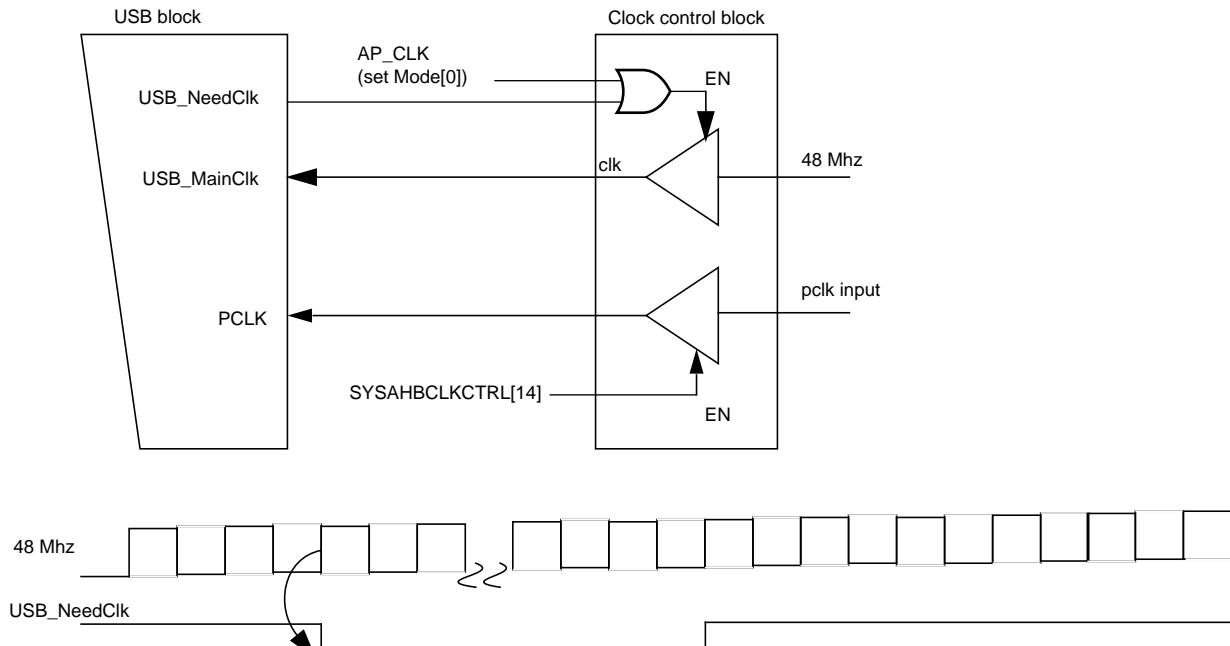 USB block
Clock control block
AP_CLK
(set Mode[0])
EN
USB_NeedClk
clk
48 Mhz
USB_MainClk
pclk input
PCLK
SYSAHBCLKCTRL[14]
EN
48 Mhz
USB_NeedClk